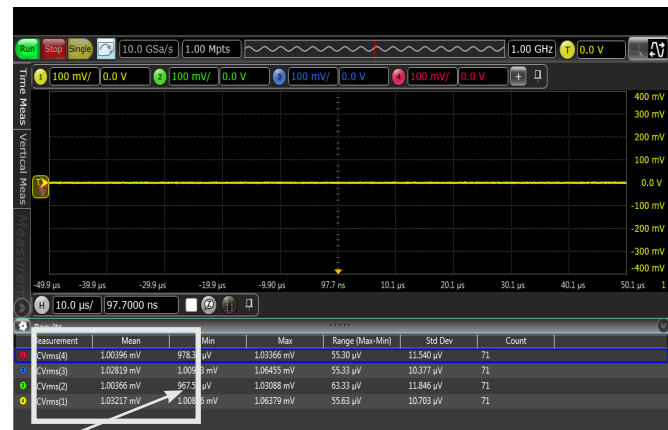 Run Stop Single 10.0 GSa/s 1.00 Mpts 1.00 GHz T 0.0 V
1 100 mV/ 0.0 V 2 100 mV/ 0.0 V 3 100 mV/ 0.0 V 4 100 mV/ 0.0 V +
Time Meas
Vertical Meas
400 mV
300 mV
200 mV
100 mV
T 0.0 V
-100 mV
-200 mV
-300 mV
-400 mV
-49.9 µs -39.9 µs -29.9 µs -19.9 µs -9.90 µs 97.7 ns 10.1 µs 20.1 µs 30.1 µs 40.1 µs 50.1 µs 1
H 10.0 µs/ 97.7000 ns
Results
Measurement Mean Min Max Range (Max-Min) Std Dev Count
CVrms(4) 1.00396 mV 1.03366 mV 55.30 µV 11.540 µV 71
CVrms(3) 1.02819 mV 1.06455 mV 55.33 µV 10.377 µV 71
CVrms(2) 1.00366 mV 1.03088 mV 63.33 µV 11.846 µV 71
CVrms(1) 1.03217 mV 1.06379 mV 55.63 µV 10.703 µV 71